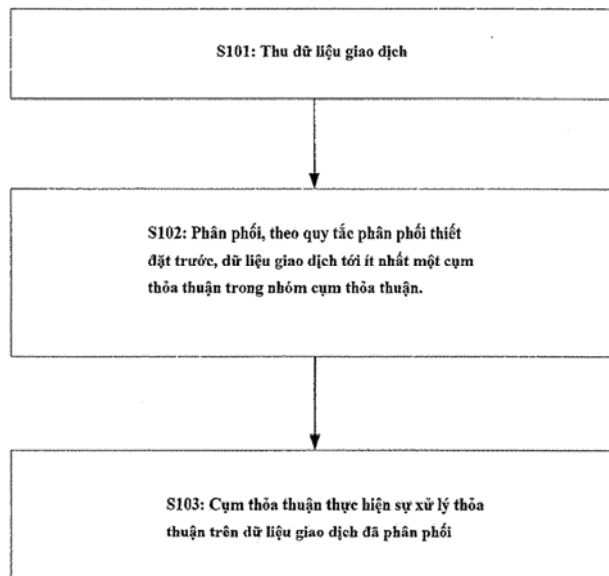 S101: Thu dữ liệu giao dịch
S102: Phân phối, theo quy tắc phân phối thiết
đặt trước, dữ liệu giao dịch tới ít nhất một cụm
thỏa thuận trong nhóm cụm thỏa thuận.
S103: Cụm thỏa thuận thực hiện sự xử lý thỏa
thuận trên dữ liệu giao dịch đã phân phối